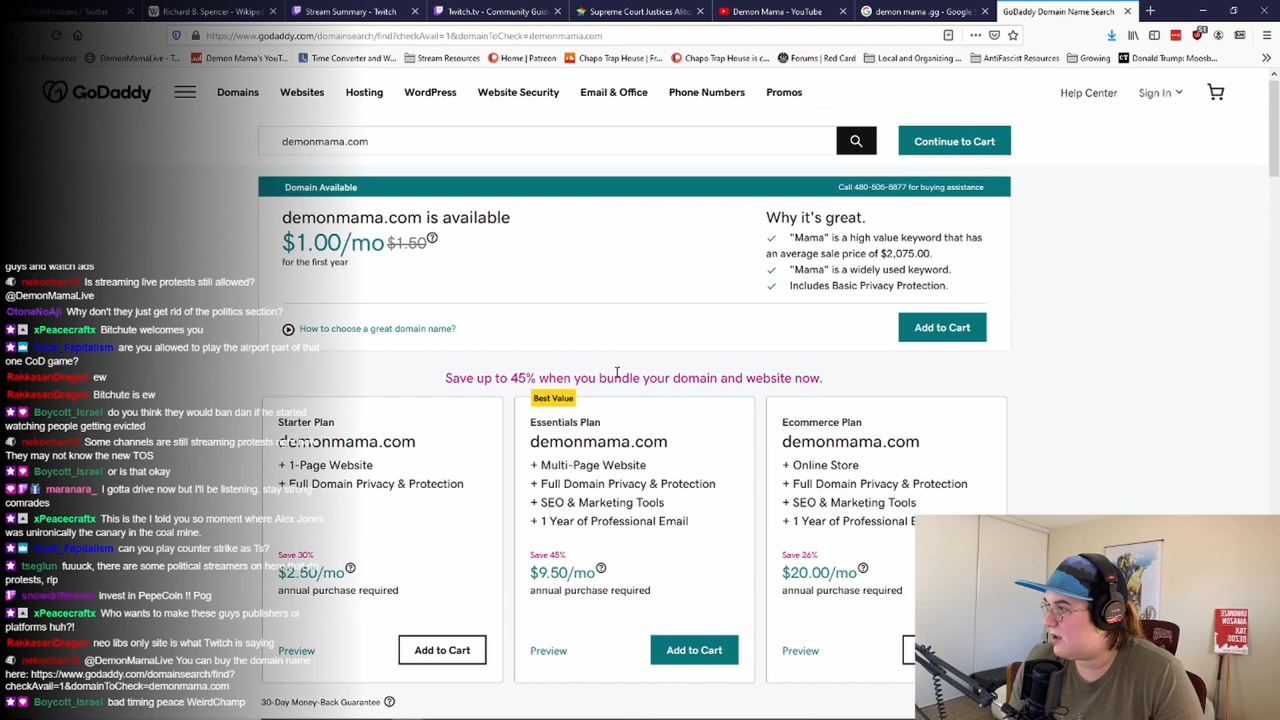 Notifications / Twitter
Richard B. Spencer - Wikiped
Stream Summary - Twitch
Twitch.tv - Community Guide
Supreme Court Justices Alito
Demon Mama - YouTube
demon mama .gg - Google S
GoDaddy Domain Name Search
https://www.godaddy.com/domainsearch/find?checkAvail=1&domainToCheck=demonmama.com
DemonMamaLive - T...
Demon Mama's YouT...
Time Converter and W...
Stream Resources
Home | Patreon
Chapo Trap House | Fr...
Chapo Trap House is c...
Forums | Red Card
Local and Organizing ...
AntiFascist Resources
Growing
Donald Trump: Moosb...
GoDaddy
Domains
Websites
Hosting
WordPress
Website Security
Email & Office
Phone Numbers
Promos
Help Center
Sign In
demonmama.com
Continue to Cart
Domain Available
Call 480-505-8877 for buying assistance
demonmama.com is available
$1.00/mo $1.50
for the first year
Why it's great.
"Mama" is a high value keyword that has
an average sale price of $2,075.00.
"Mama" is a widely used keyword.
Includes Basic Privacy Protection.
How to choose a great domain name?
Add to Cart
Save up to 45% when you bundle your domain and website now.
Starter Plan
demonmama.com
+ 1-Page Website
+ Full Domain Privacy & Protection
Save 30%
$2.50/mo
annual purchase required
Preview
Add to Cart
Best Value
Essentials Plan
demonmama.com
+ Multi-Page Website
+ Full Domain Privacy & Protection
+ SEO & Marketing Tools
+ 1 Year of Professional Email
Save 45%
$9.50/mo
annual purchase required
Preview
Add to Cart
Ecommerce Plan
demonmama.com
+ Online Store
+ Full Domain Privacy & Protection
+ SEO & Marketing Tools
+ 1 Year of Professional E
Save 26%
$20.00/mo
annual purchase required
Preview
30-Day Money-Back Guarantee
guys and watch ads
Is streaming live protests still allowed?
@DemonMamaLive
OtonaNoAji Why don't they just get rid of the politics section?
xPeacecraftx Bitchute welcomes you
are you allowed to play the airport part of that
one CoD game?
RakkasanDragon ew
RakkasanDragon Bitchute is ew
Boycott_Israel do you think they would ban dan if he started
watching people getting evicted
Some channels are still streaming protests
They may not know the new TOS
Boycott_Israel or is that okay
maranara_ I gotta drive now but I'll be listening. stay strong
comrades
xPeacecraftx This is the I told you so moment where Alex Jones
was unironically the canary in the coal mine.
can you play counter strike as Ts?
tseglun fuuuck, there are some political streamers on here that do
protests, rip
invest in PepeCoin !! Pog
xPeacecraftx Who wants to make these guys publishers or
platforms huh?!
RakkasanDragon neo libs only site is what Twitch is saying
@DemonMamaLive You can buy the domain name
here: https://www.godaddy.com/domainsearch/find?
checkAvail=1&domainToCheck=demonmama.com
Boycott_Israel bad timing peace WeirdChamp
UNIONIZE
AMAZON
TAX
BEZOS